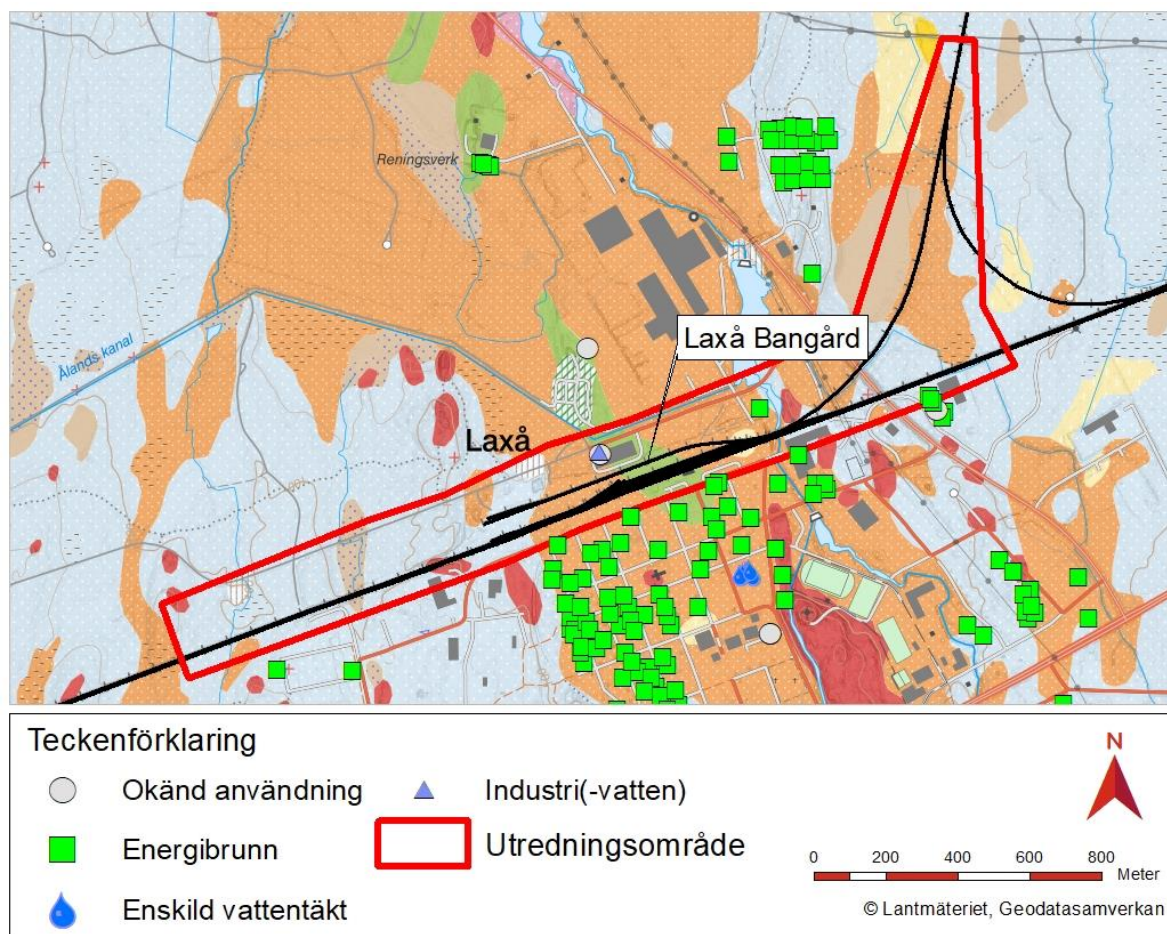 Reningsverk
Ålands kanal
Laxå Bangård
Laxå
Teckenförklaring
Okänd användning
Industri(-vatten)
Energibrunn
Utredningsområde
Enskild vattentäkt
N
0 200 400 600 800
Meter
© Lantmäteriet, Geodatasamverkan